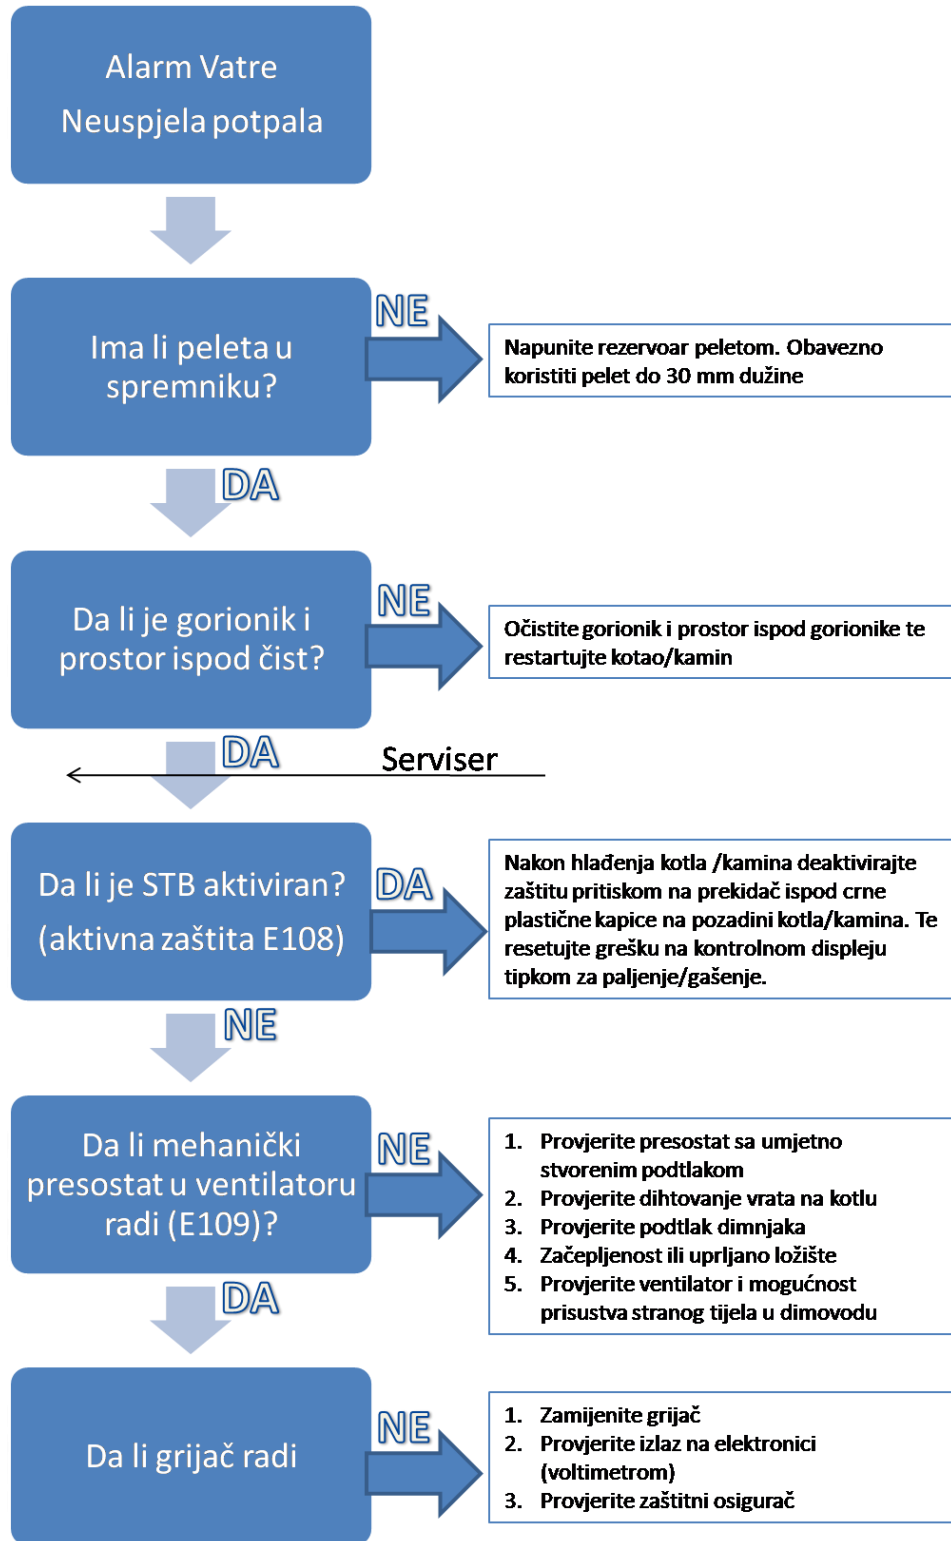 Alarm Vatre
Neuspjela potpala
Ima li peleta u
spremniku?
NE
Napunite rezervoar peletom. Obavezno
koristiti pelet do 30 mm dužine
DA
Da li je gorionik i
prostor ispod čist?
NE
Očistite gorionik i prostor ispod gorionike te
restartujte kotao/kamin
DA
Serviser
Da li je STB aktiviran?
(aktivna zaštita E108)
DA
Nakon hlađenja kotla /kamina deaktivirajte
zaštitu pritiskom na prekidač ispod crne
plastične kapice na pozadini kotla/kamina. Te
resetujte grešku na kontrolnom displeju
tipkom za paljenje/gašenje.
NE
Da li mehanički
presostat u ventilatoru
radi (E109)?
NE
1. Provjerite presostat sa umjetno
stvorenim podtlakom
2. Provjerite dihtovanje vrata na kotlu
3. Provjerite podtlak dimnjaka
4. Začepljenost ili uprljano ložište
5. Provjerite ventilator i mogućnost
prisustva stranog tijela u dimovodu
DA
Da li grijač radi
NE
1. Zamijenite grijač
2. Provjerite izlaz na elektronici
(voltimetrom)
3. Provjerite zaštitni osigurač